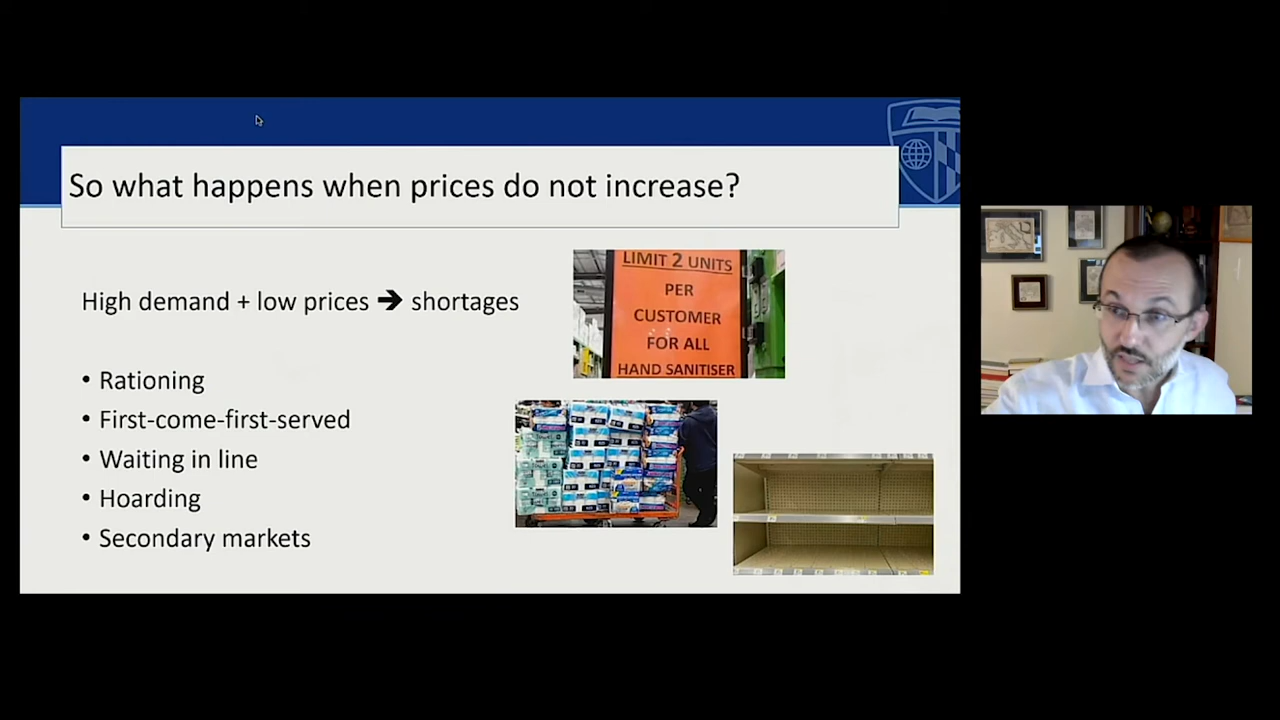 So what happens when prices do not increase?
High demand + low prices ➔ shortages
• Rationing
• First-come-first-served
• Waiting in line
• Hoarding
• Secondary markets
LIMIT 2 UNITS
PER
CUSTOMER
FOR ALL
HAND SANITISER